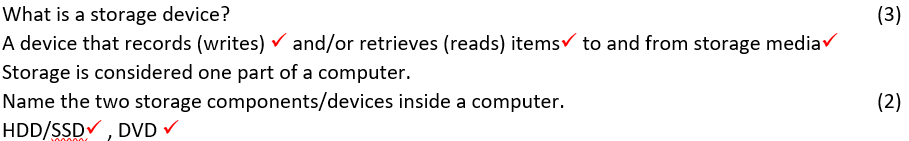 What is a storage device? (3)
A device that records (writes) ✓ and/or retrieves (reads) items✓ to and from storage media✓
Storage is considered one part of a computer.
Name the two storage components/devices inside a computer. (2)
HDD/SSD✓ , DVD ✓